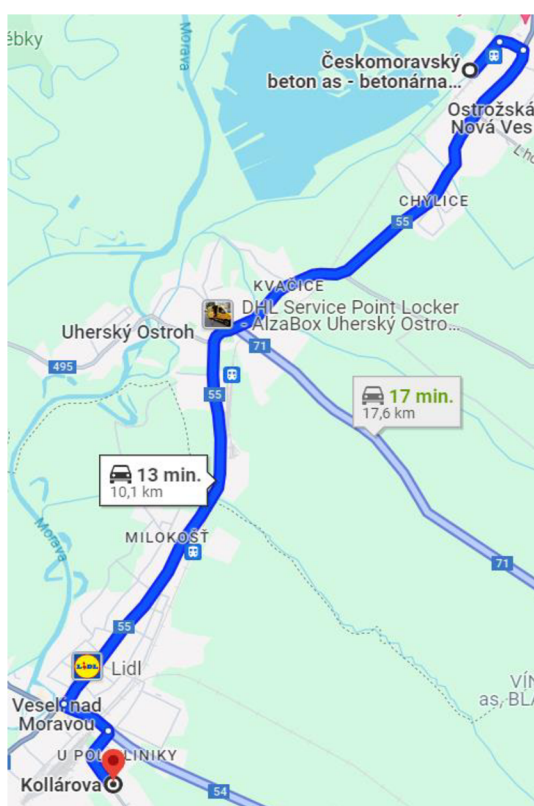 ěbky
Morava
Českomoravský
beton as - betonárna...
Ostrožská
Nová Ves
CHYLICE
55
KVAČICE
DHL Service Point Locker
- AlzaBox Uherský Ostro...
Uherský Ostroh
71
495
55
17 min.
17,6 km
13 min.
10,1 km
Morava
MILOKOŠŤ
71
55
LIDL
Lidl
Veselí nad
Moravou
U POLIKLINIKY
Kollárova
54
VÍN
as, BLA